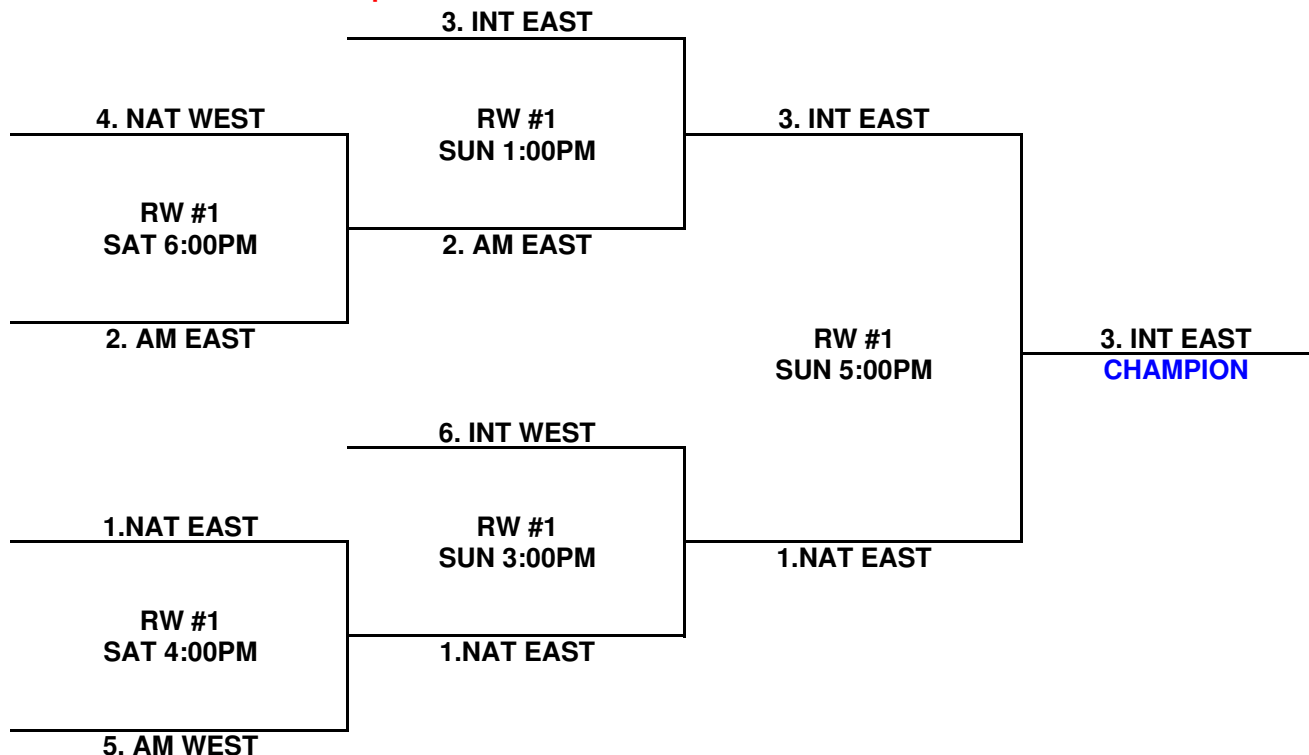 3. INT EAST
4. NAT WEST
RW #1
SUN 1:00PM
3. INT EAST
RW #1
SAT 6:00PM
2. AM EAST
2. AM EAST
RW #1
SUN 5:00PM
3. INT EAST
CHAMPION
6. INT WEST
1.NAT EAST
RW #1
SUN 3:00PM
1.NAT EAST
RW #1
SAT 4:00PM
1.NAT EAST
5. AM WEST